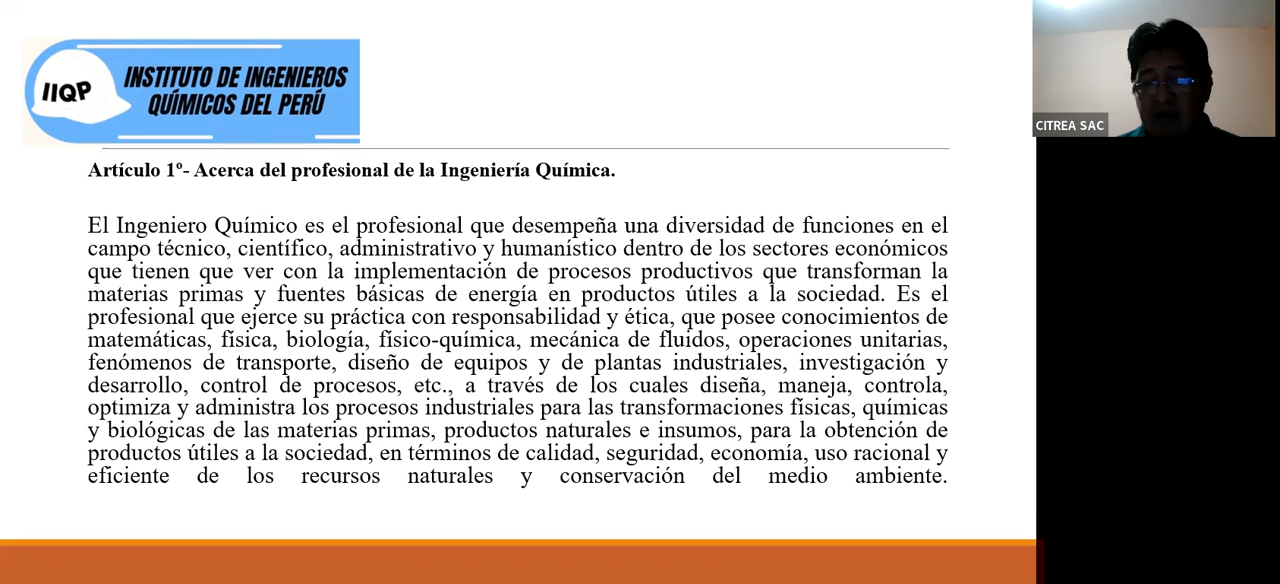 IIQP
INSTITUTO DE INGENIEROS
QUÍMICOS DEL PERÚ
CITREA SAC
Artículo 1º- Acerca del profesional de la Ingeniería Química.
El Ingeniero Químico es el profesional que desempeña una diversidad de funciones en el
campo técnico, científico, administrativo y humanístico dentro de los sectores económicos
que tienen que ver con la implementación de procesos productivos que transforman la
materias primas y fuentes básicas de energía en productos útiles a la sociedad. Es el
profesional que ejerce su práctica con responsabilidad y ética, que posee conocimientos de
matemáticas, física, biología, físico-química, mecánica de fluidos, operaciones unitarias,
fenómenos de transporte, diseño de equipos y de plantas industriales, investigación y
desarrollo, control de procesos, etc., a través de los cuales diseña, maneja, controla,
optimiza y administra los procesos industriales para las transformaciones físicas, químicas
y biológicas de las materias primas, productos naturales e insumos, para la obtención de
productos útiles a la sociedad, en términos de calidad, seguridad, economía, uso racional y
eficiente de los recursos naturales y conservación del medio ambiente.